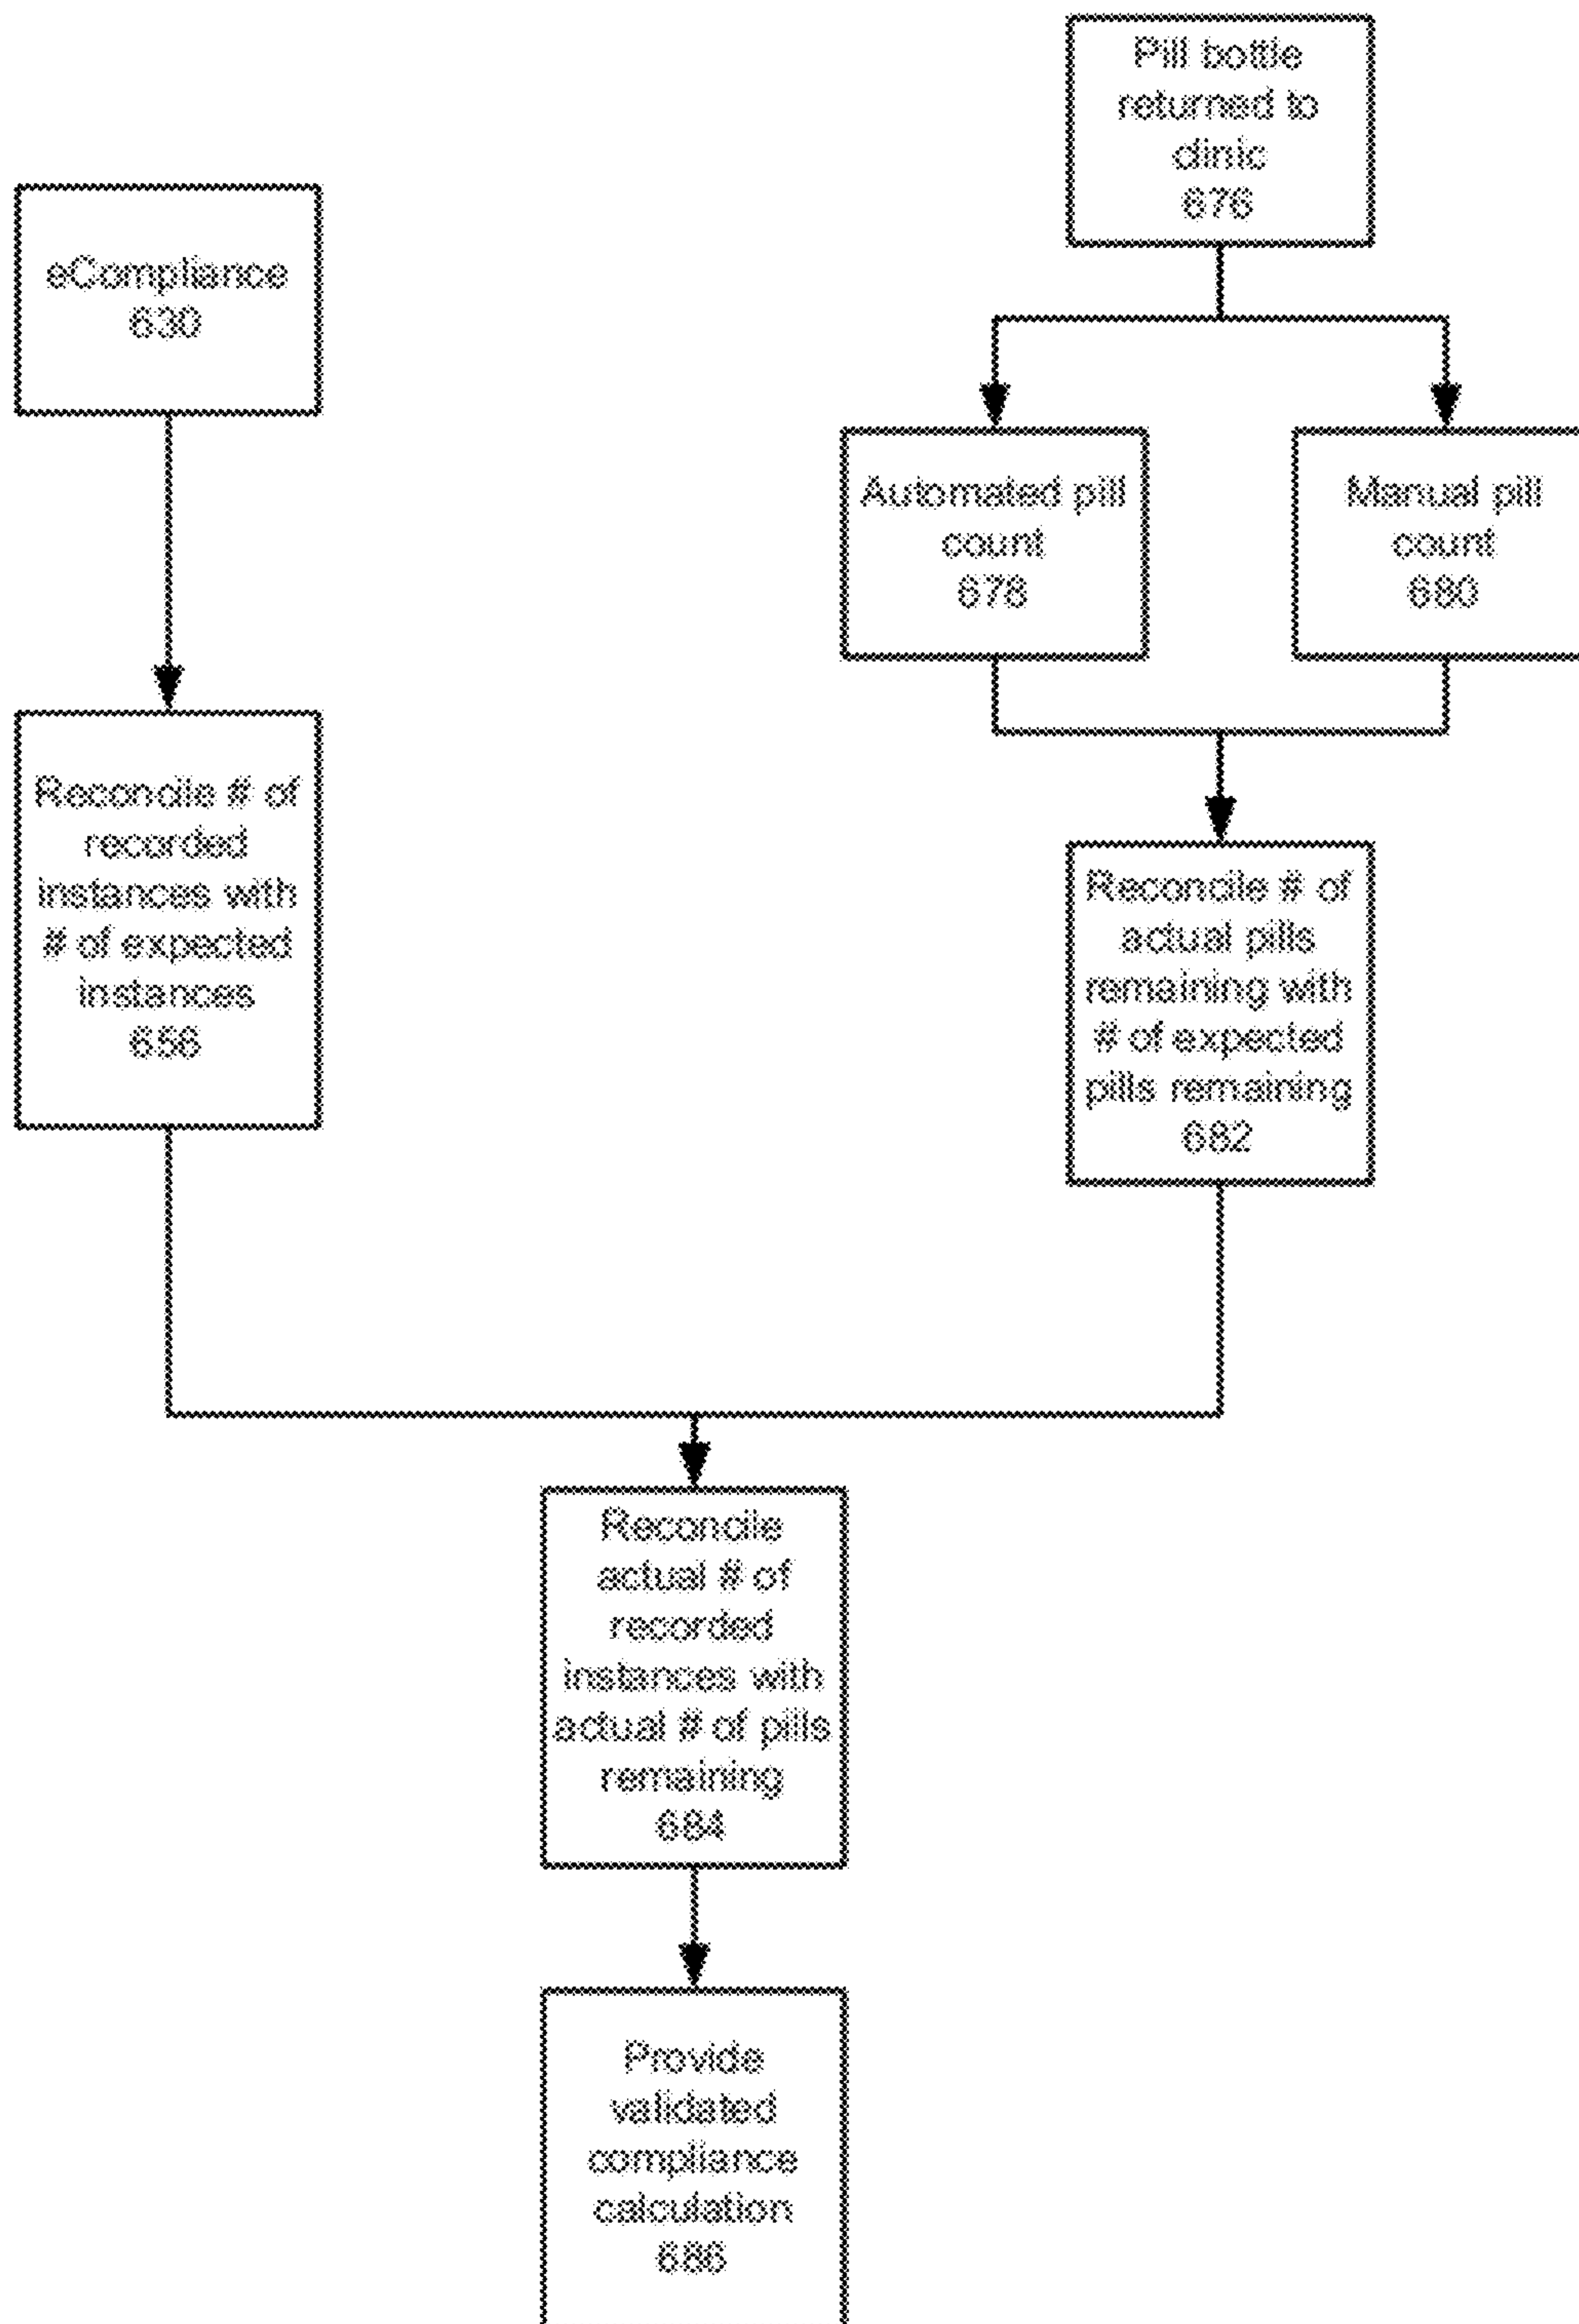 Pill bottle
returned to
clinic
676
eCompliance
630
Automated pill
count
678
Manual pill
count
680
Reconcile # of
recorded
instances with
# of expected
instances
656
Reconcile # of
actual pills
remaining with
# of expected
pills remaining
682
Reconcile
actual # of
recorded
instances with
actual # of pills
remaining
684
Provide
validated
compliance
calculation
686